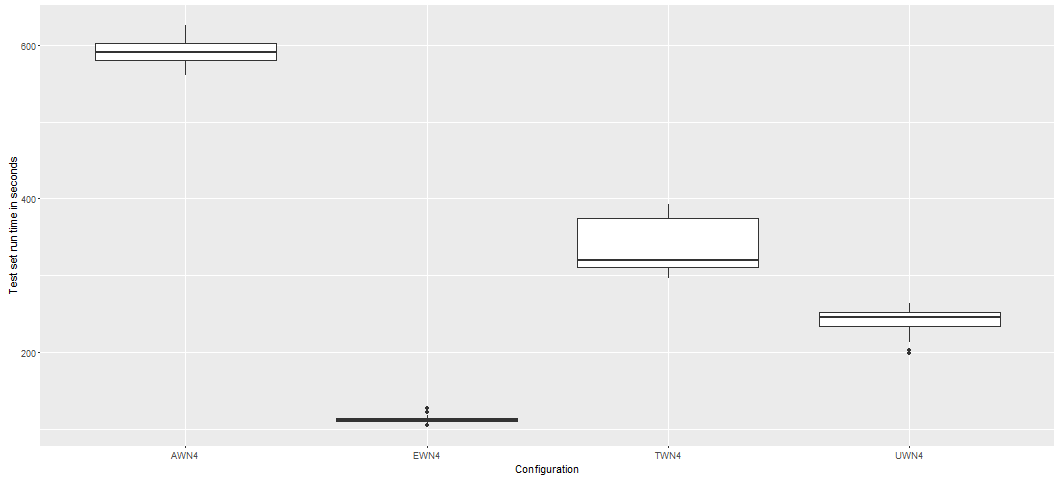 Test set run time in seconds
600
400
200
AWN4 EWN4 TWN4 UWN4
Configuration